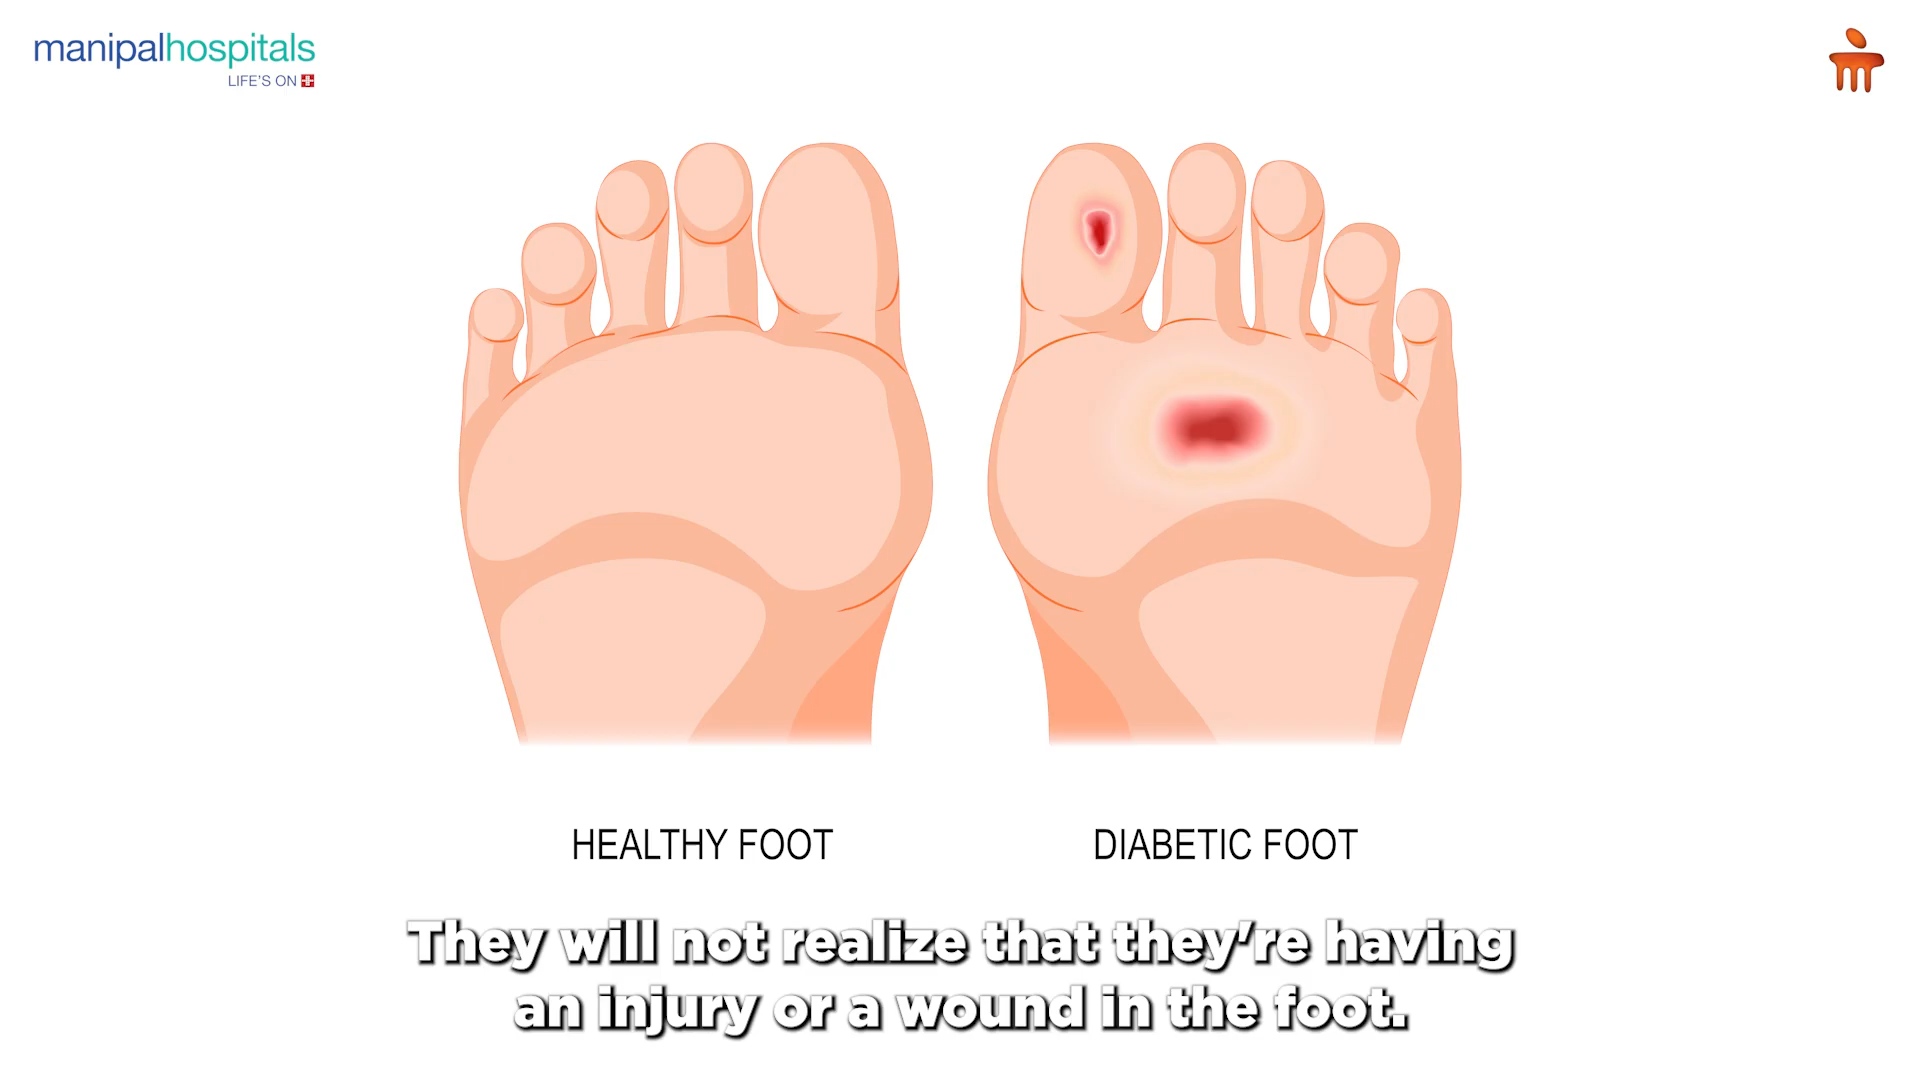 manipalhospitals
LIFE'S ON
HEALTHY FOOT
DIABETIC FOOT
They will not realize that they're having
an injury or a wound in the foot.